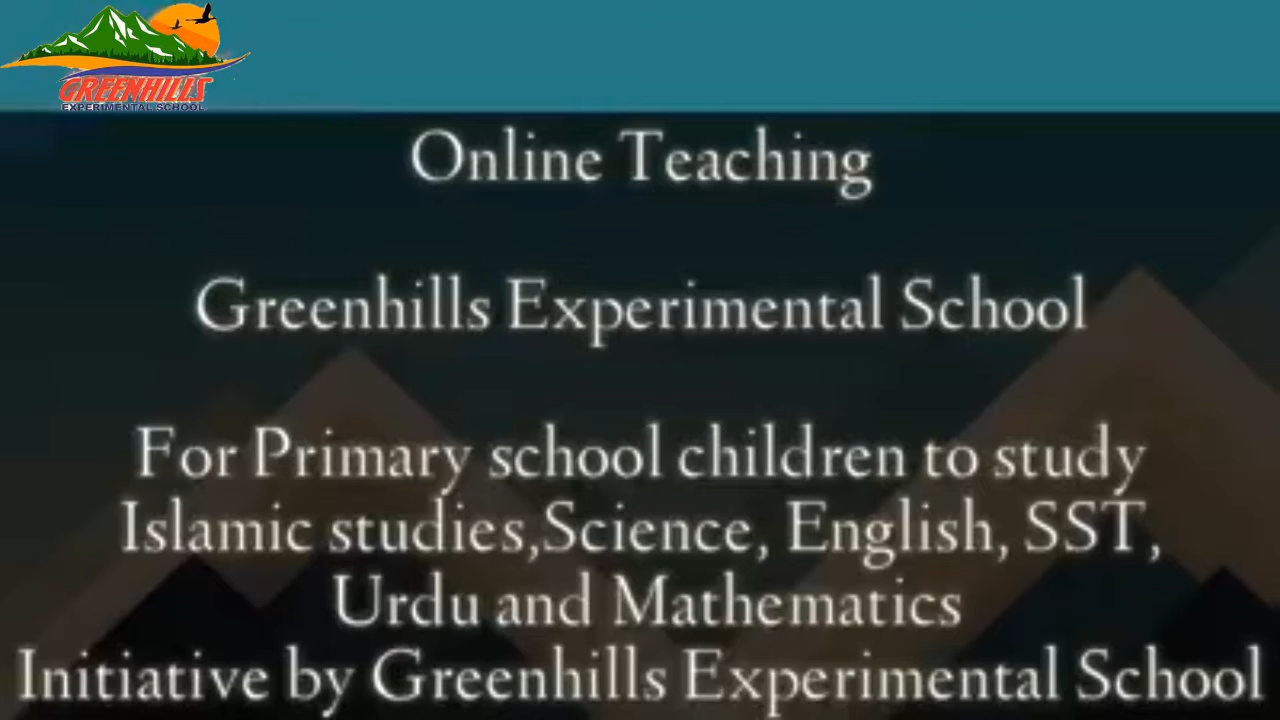 GREENHILLS
EXPERIMENTAL SCHOOL
Online Teaching
Greenhills Experimental School
For Primary school children to study
Islamic studies,Science, English, SST,
Urdu and Mathematics
Initiative by Greenhills Experimental School